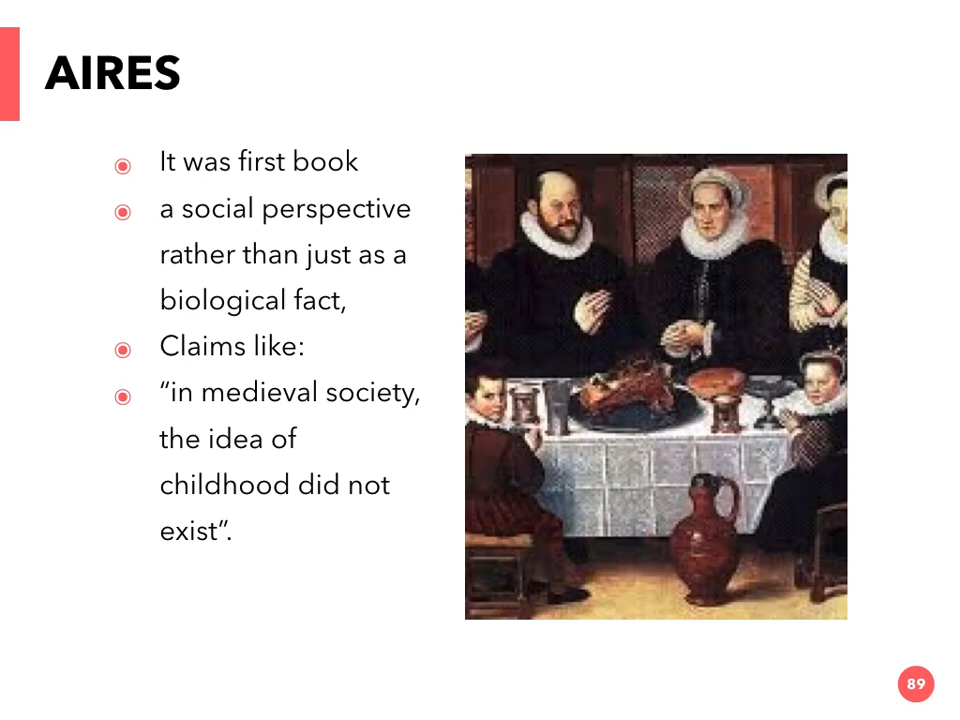 AIRES
It was first book
a social perspective
rather than just as a
biological fact,
Claims like:
“in medieval society,
the idea of
childhood did not
exist”.
89